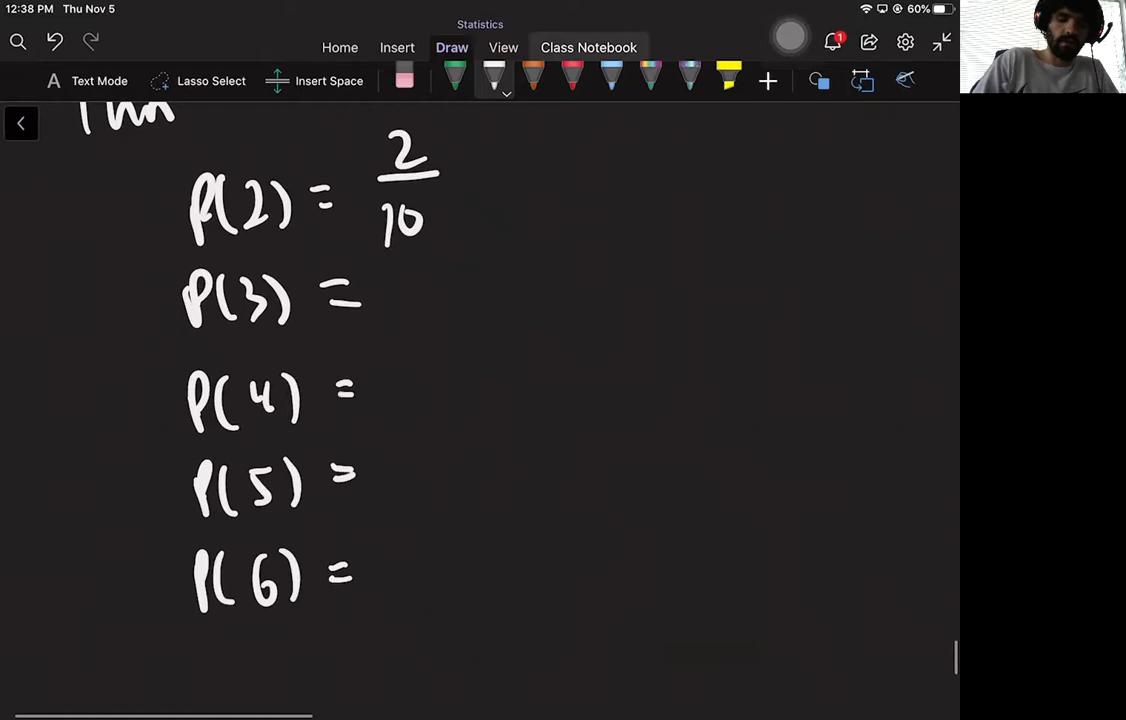 12:38 PM Thu Nov 5
60%
Statistics
Home Insert Draw View Class Notebook
1
A Text Mode Lasso Select Insert Space
P(2) = 2/10
P(3) =
P(4) =
P(5) =
P(6) =